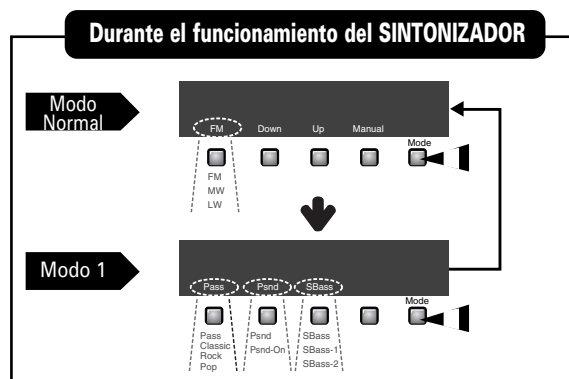 Durante el funcionamiento del SINTONIZADOR
Modo
Normal
FM Down Up Manual
Mode
FM
MW
LW
Modo 1
Pass Psnd SBass
Mode
Pass Psnd SBass
Classic Psnd-On SBass-1
Rock
Pop SBass-2